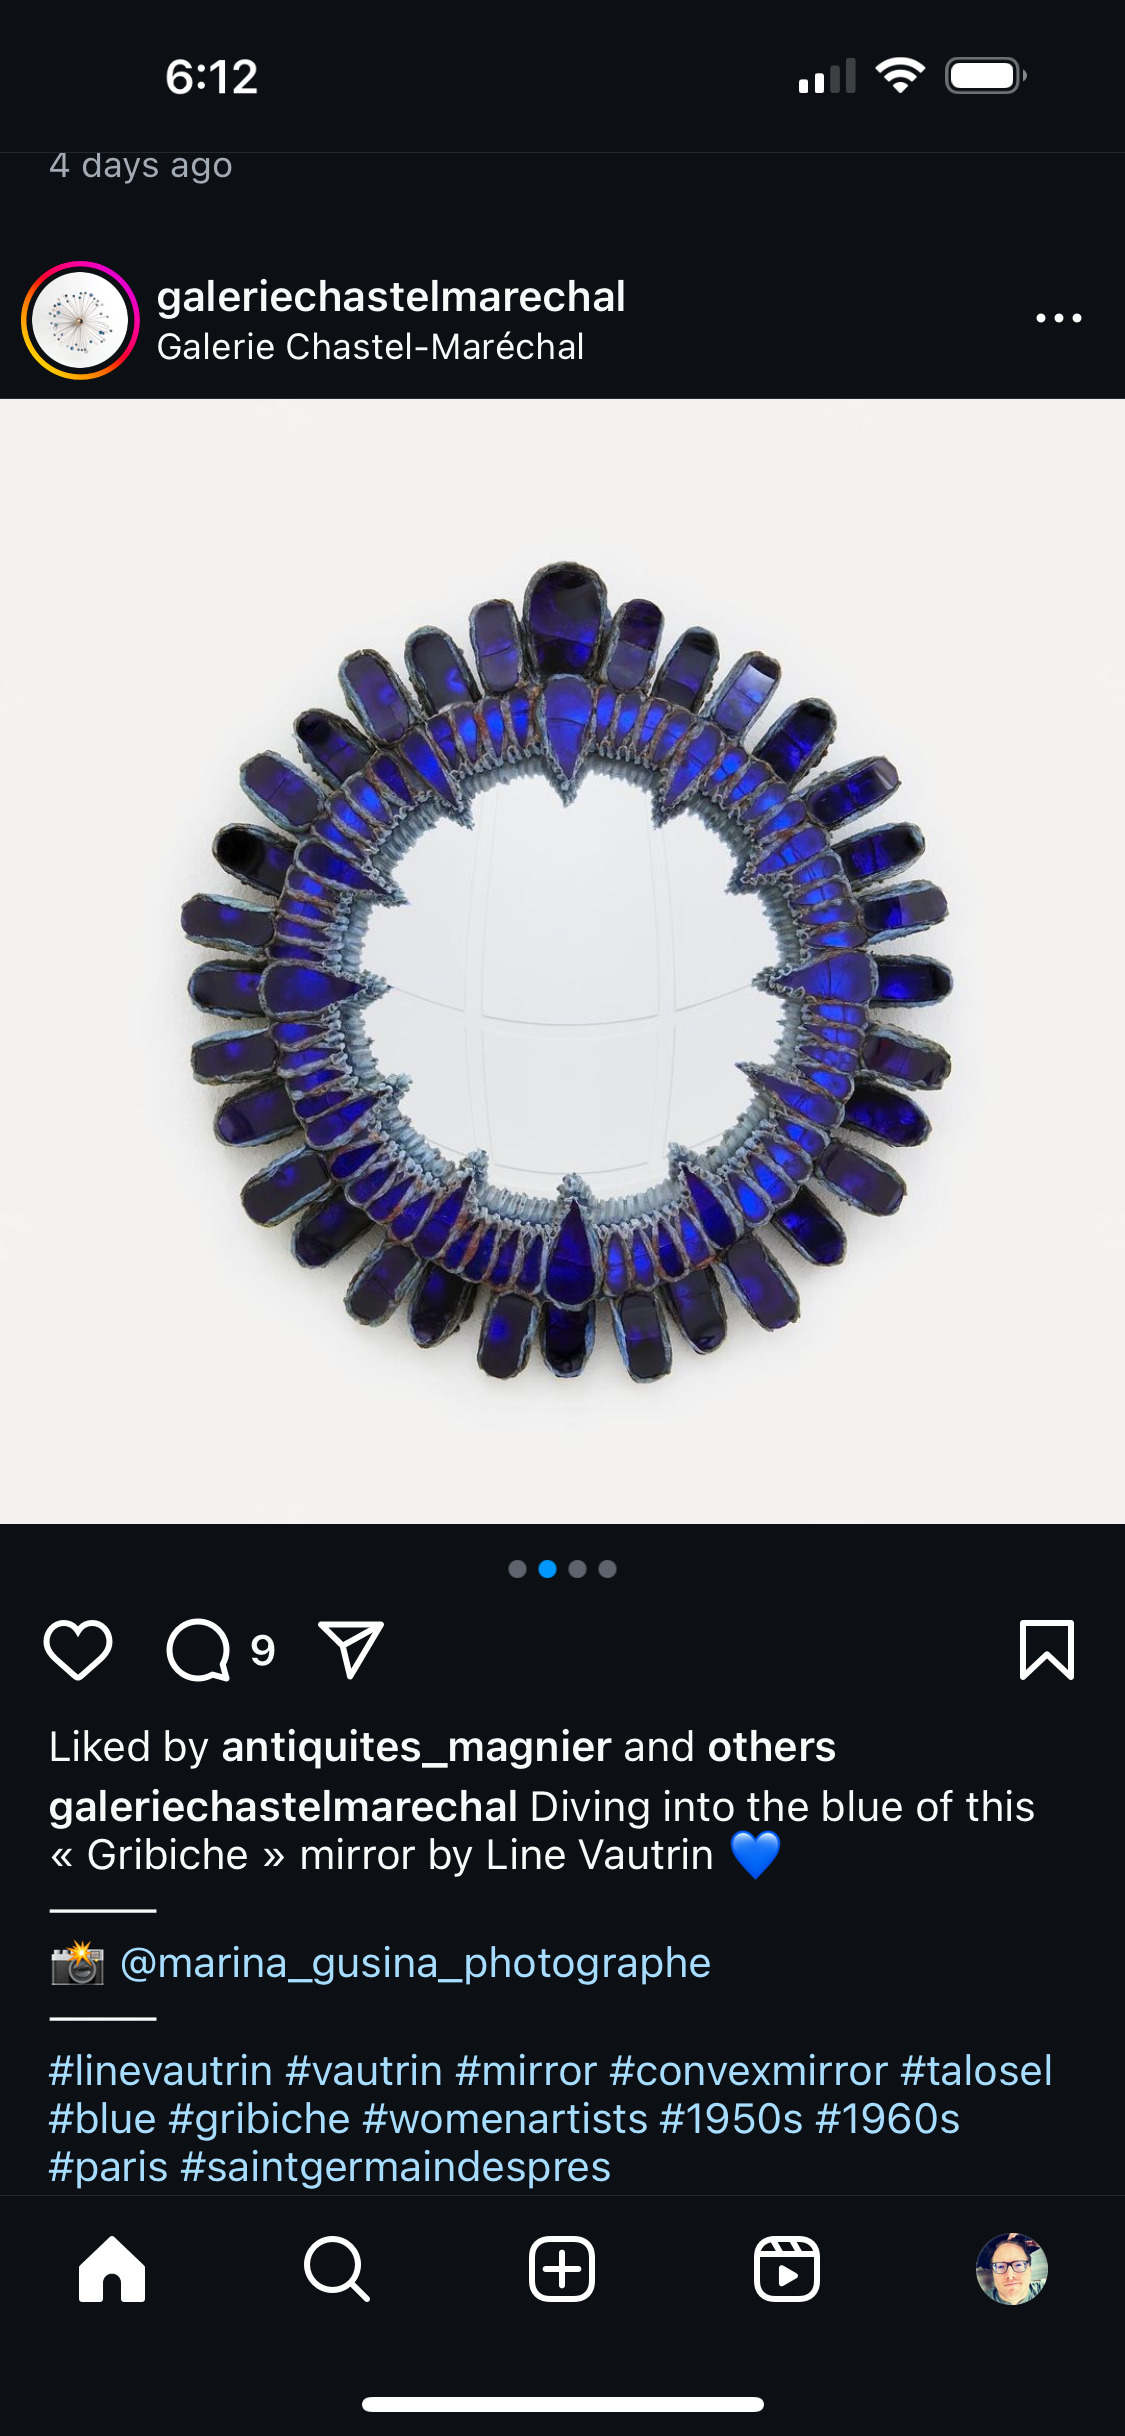 6:12
4 days ago
galeriechastelmarechal
Galerie Chastel-Maréchal
9
Liked by antiquites_magnier and others
galeriechastelmarechal Diving into the blue of this
« Gribiche » mirror by Line Vautrin 💙
———
📸 @marina_gusina_photographe
———
#linevautrin #vautrin #mirror #convexmirror #talosel
#blue #gribiche #womenartists #1950s #1960s
#paris #saintgermaindespres